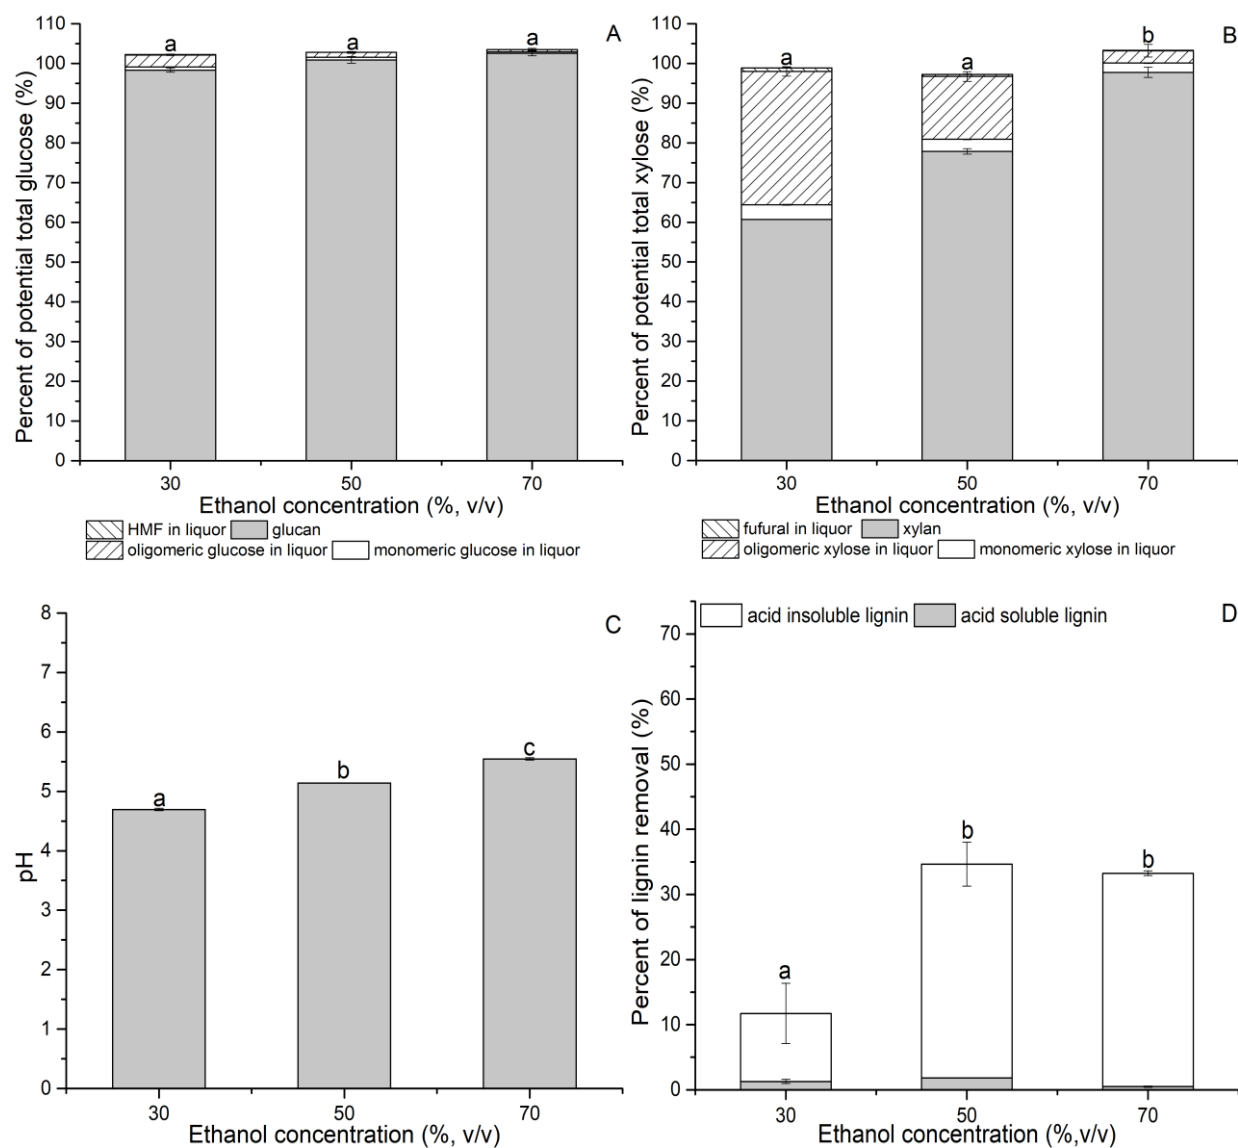 A
Percent of potential total glucose (%)
110
100
90
80
70
60
50
40
30
20
10
0
a a a
30 50 70
Ethanol concentration (%, v/v)
HMF in liquor glucan
oligomeric glucose in liquor monomeric glucose in liquor
B
Percent of potential total xylose (%)
110
100
90
80
70
60
50
40
30
20
10
0
a a b
30 50 70
Ethanol concentration (%, v/v)
fufural in liquor xylan
oligomeric xylose in liquor monomeric xylose in liquor
C
pH
8
7
6
5
4
3
2
1
0
a b c
30 50 70
Ethanol concentration (%, v/v)
D
acid insoluble lignin acid soluble lignin
Percent of lignin removal (%)
70
60
50
40
30
20
10
0
a b b
30 50 70
Ethanol concentration (%,v/v)